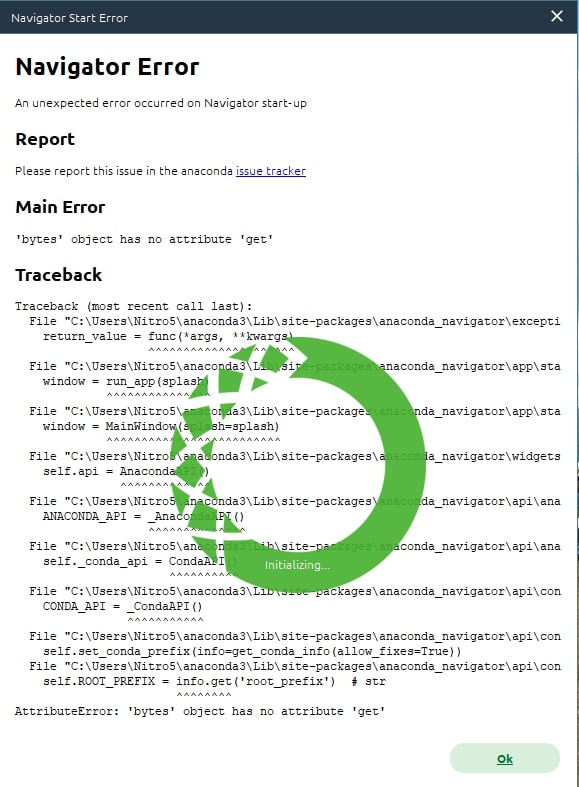 Navigator Start Error
Navigator Error
An unexpected error occurred on Navigator start-up
Report
Please report this issue in the anaconda issue tracker
Main Error
'bytes' object has no attribute 'get'
Traceback
Traceback (most recent call last):
  File "C:\Users\Nitro5\anaconda3\Lib\site-packages\anaconda_navigator\excepti
    return_value = func(*args, **kwargs)
                   ^^^^^^^^^^^^^^^^^^^^^
  File "C:\Users\Nitro5\anaconda3\Lib\site-packages\anaconda_navigator\app\sta
    window = run_app(splash)
             ^^^^^^^^^^^^^^^
  File "C:\Users\Nitro5\anaconda3\Lib\site-packages\anaconda_navigator\app\sta
    window = MainWindow(splash=splash)
             ^^^^^^^^^^^^^^^^^^^^^^^^^
  File "C:\Users\Nitro5\anaconda3\Lib\site-packages\anaconda_navigator\widgets
    self.api = AnacondaAPI()
               ^^^^^^^^^^^^^
  File "C:\Users\Nitro5\anaconda3\Lib\site-packages\anaconda_navigator\api\ana
    ANACONDA_API = _AnacondaAPI()
                   ^^^^^^^^^^^^^^
  File "C:\Users\Nitro5\anaconda3\Lib\site-packages\anaconda_navigator\api\ana
    self._conda_api = CondaAPI()
                      ^^^^^^^^^^
Initializing...
  File "C:\Users\Nitro5\anaconda3\Lib\site-packages\anaconda_navigator\api\con
    CONDA_API = _CondaAPI()
                ^^^^^^^^^^^
  File "C:\Users\Nitro5\anaconda3\Lib\site-packages\anaconda_navigator\api\con
    self.set_conda_prefix(info=get_conda_info(allow_fixes=True))
  File "C:\Users\Nitro5\anaconda3\Lib\site-packages\anaconda_navigator\api\con
    self.ROOT_PREFIX = info.get('root_prefix')  # str
                       ^^^^^^^^
AttributeError: 'bytes' object has no attribute 'get'
Ok